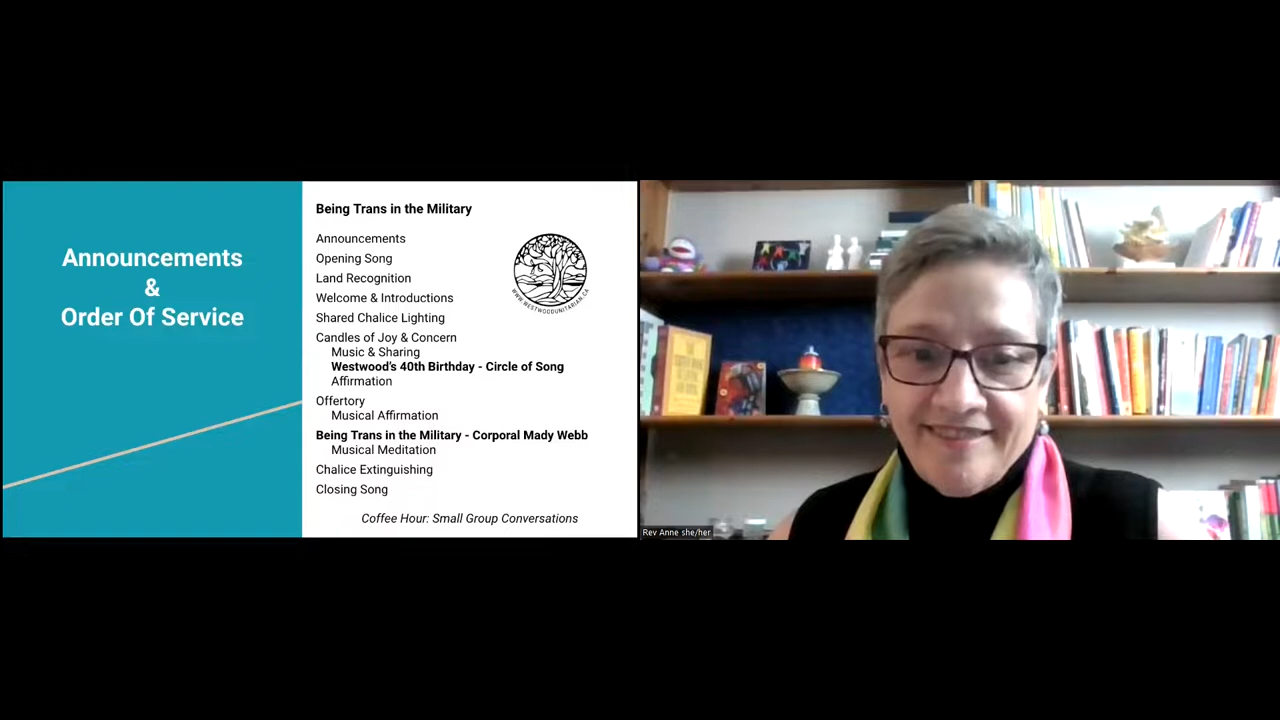 Announcements
&
Order Of Service
Being Trans in the Military
Announcements
Opening Song
Land Recognition
Welcome & Introductions
Shared Chalice Lighting
Candles of Joy & Concern
Music & Sharing
Westwood's 40th Birthday - Circle of Song
Affirmation
Offertory
Musical Affirmation
Being Trans in the Military - Corporal Mady Webb
Musical Meditation
Chalice Extinguishing
Closing Song
Coffee Hour: Small Group Conversations
WWW.WESTWOODUNITARIAN.CA
Rev Anne she/her